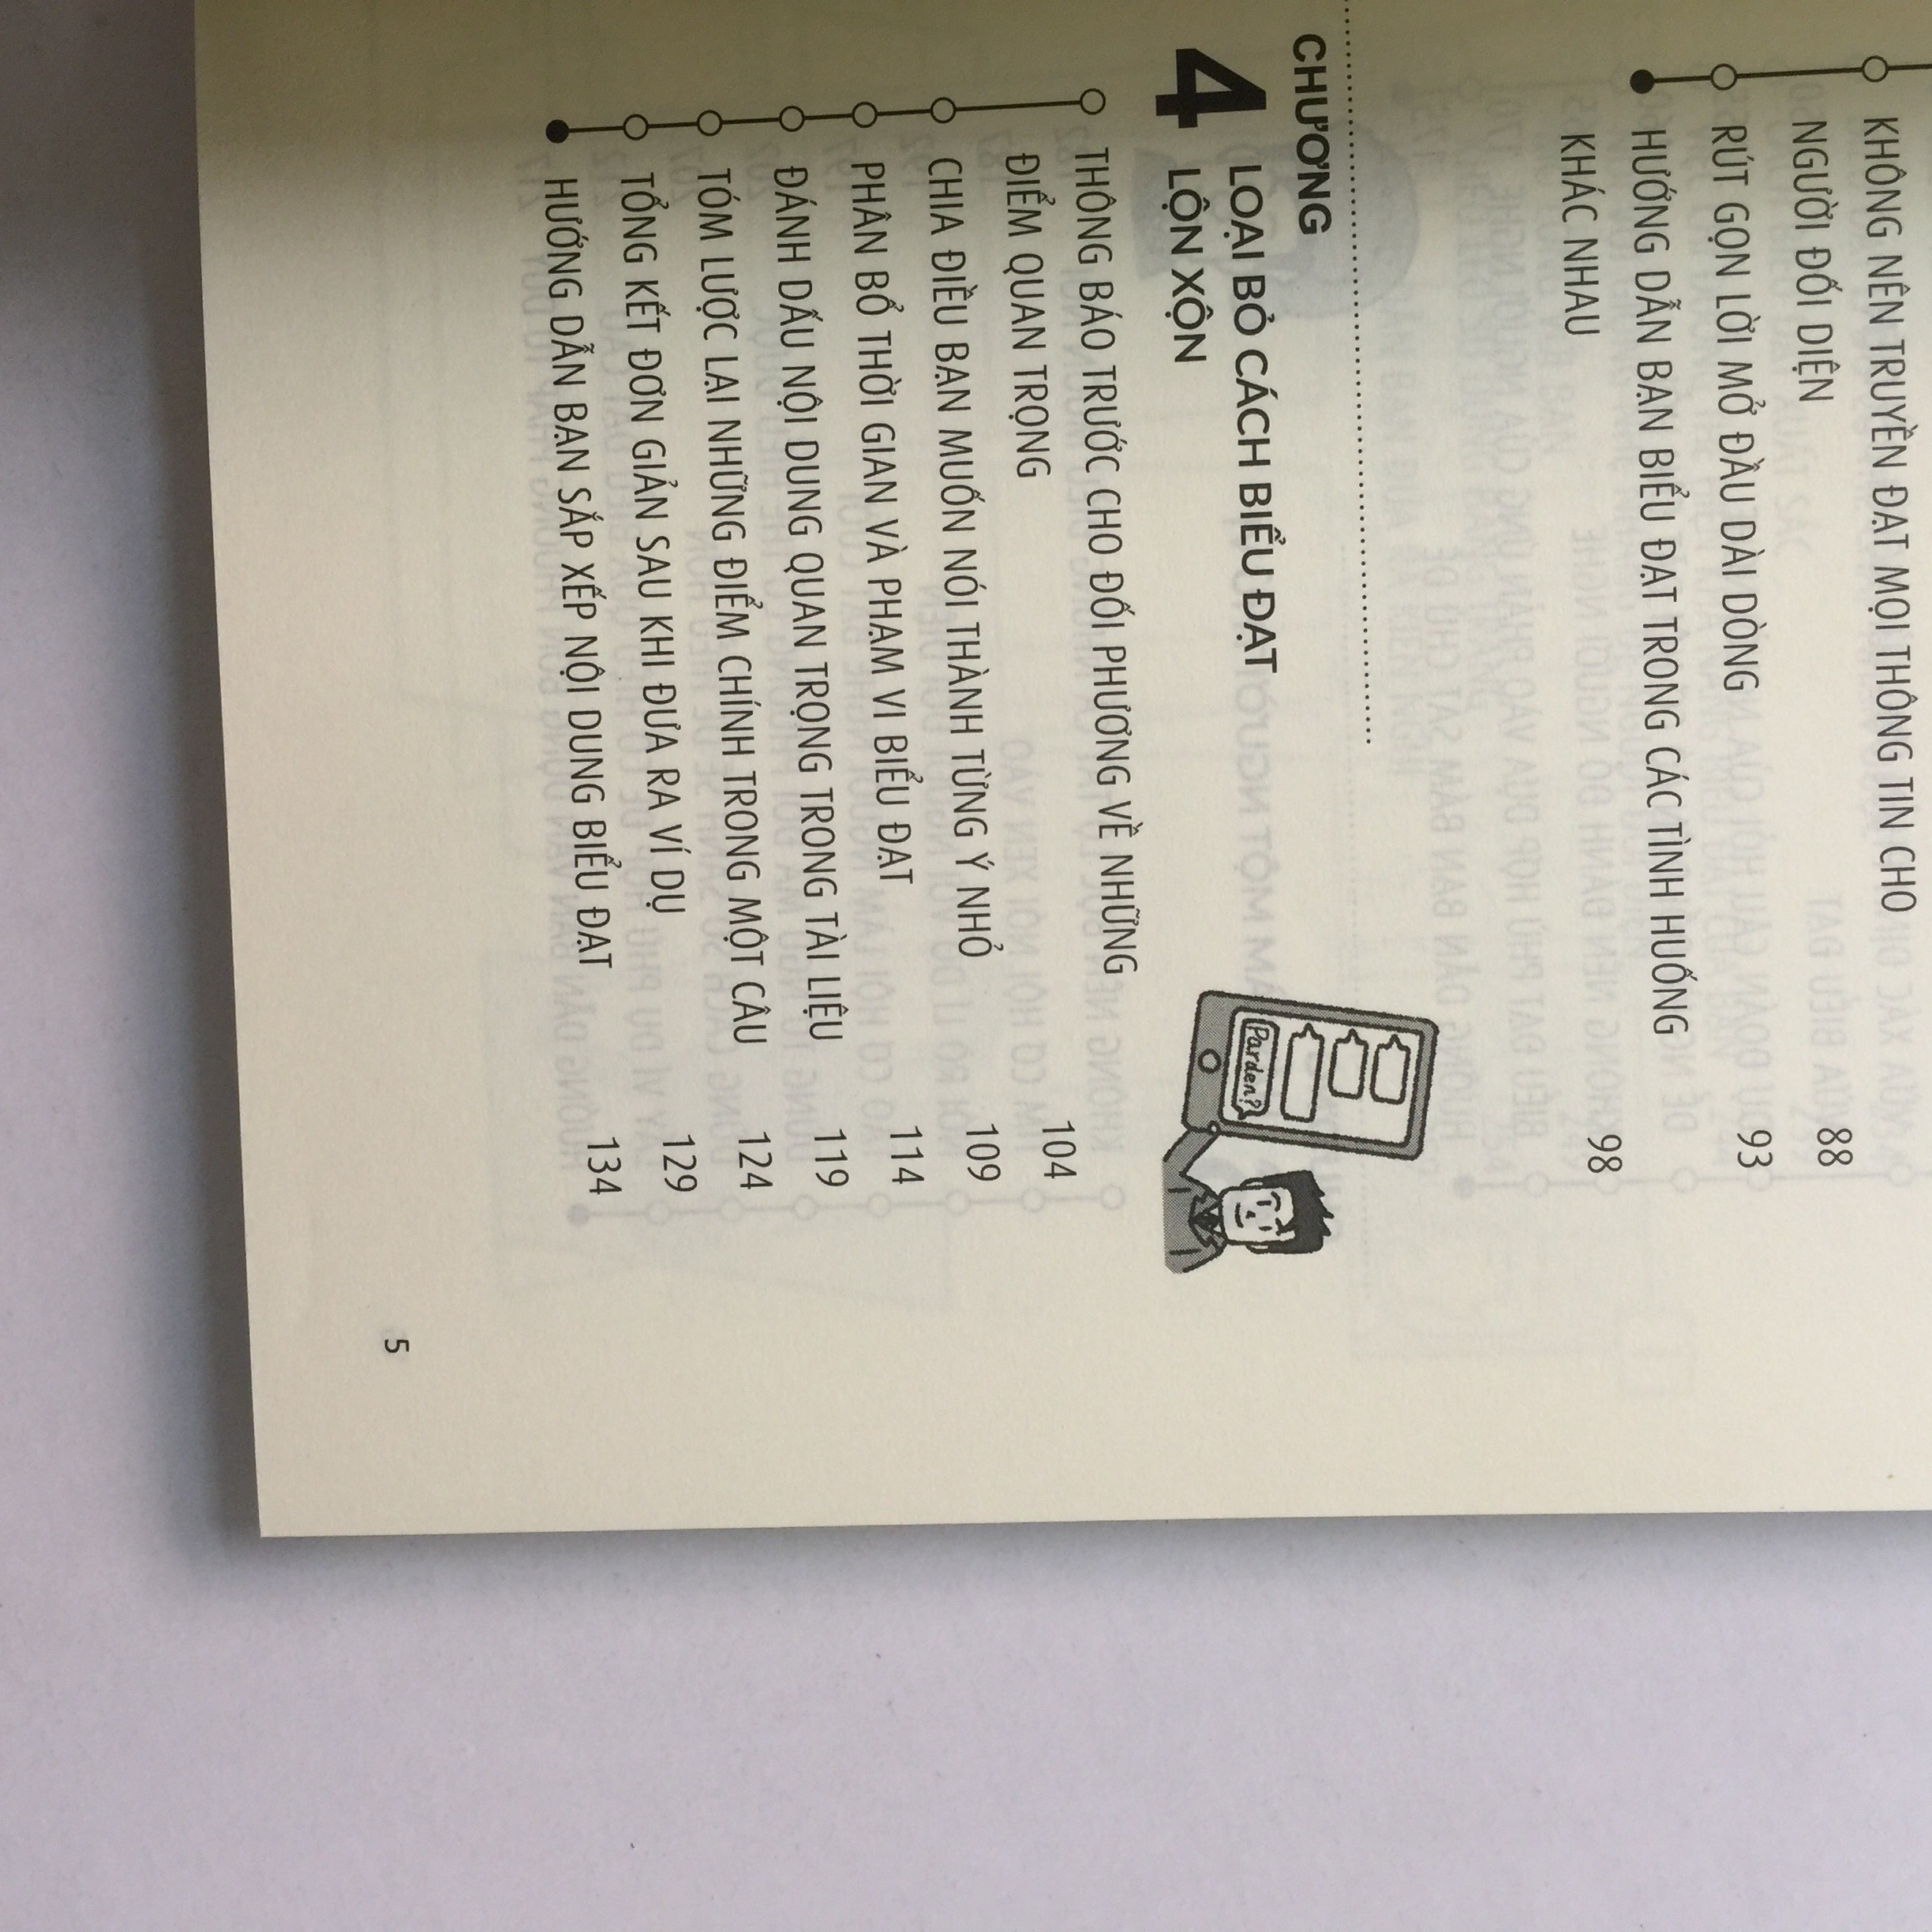 KHÔNG NÊN TRUYỀN ĐẠT MỌI THÔNG TIN CHO
NGƯỜI ĐỐI DIỆN 88
RÚT GỌN LỜI MỞ ĐẦU DÀI DÒNG 93
HƯỚNG DẪN BẠN BIỂU ĐẠT TRONG CÁC TÌNH HUỐNG
KHÁC NHAU 98
CHƯƠNG
4 LOẠI BỎ CÁCH BIỂU ĐẠT
LỘN XỘN
Parden?
THÔNG BÁO TRƯỚC CHO ĐỐI PHƯƠNG VỀ NHỮNG
ĐIỂM QUAN TRỌNG 104
CHIA ĐIỀU BẠN MUỐN NÓI THÀNH TỪNG Ý NHỎ 109
PHÂN BỔ THỜI GIAN VÀ PHẠM VI BIỂU ĐẠT 114
ĐÁNH DẤU NỘI DUNG QUAN TRỌNG TRONG TÀI LIỆU 119
TÓM LƯỢC LẠI NHỮNG ĐIỂM CHÍNH TRONG MỘT CÂU 124
TỔNG KẾT ĐƠN GIẢN SAU KHI ĐƯA RA VÍ DỤ 129
HƯỚNG DẪN BẠN SẮP XẾP NỘI DUNG BIỂU ĐẠT 134
5